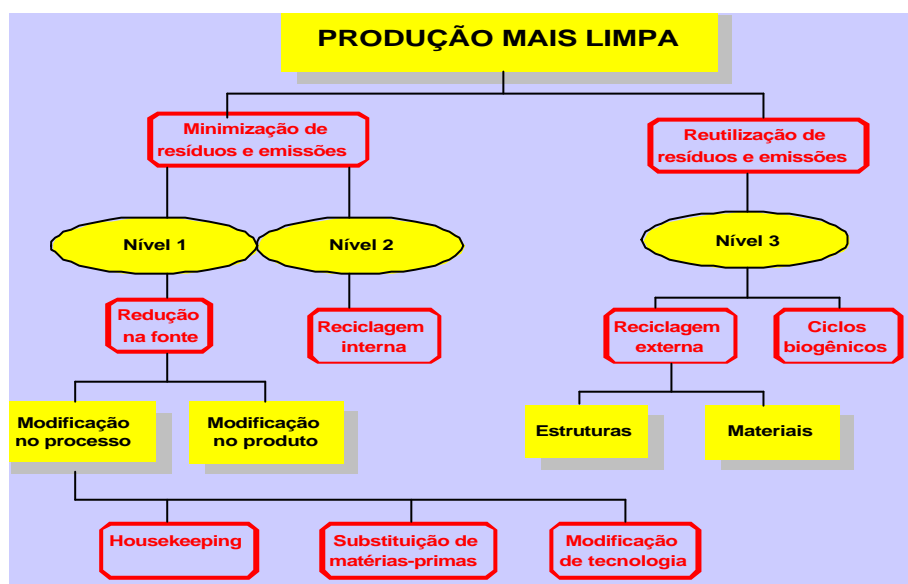 PRODUÇÃO MAIS LIMPA
Minimização de
resíduos e emissões
Reutilização de
resíduos e emissões
Nível 1
Nível 2
Nível 3
Redução
na fonte
Reciclagem
interna
Reciclagem
externa
Ciclos
biogênicos
Modificação
no processo
Modificação
no produto
Estruturas
Materiais
Housekeeping
Substituição de
matérias-primas
Modificação
de tecnologia